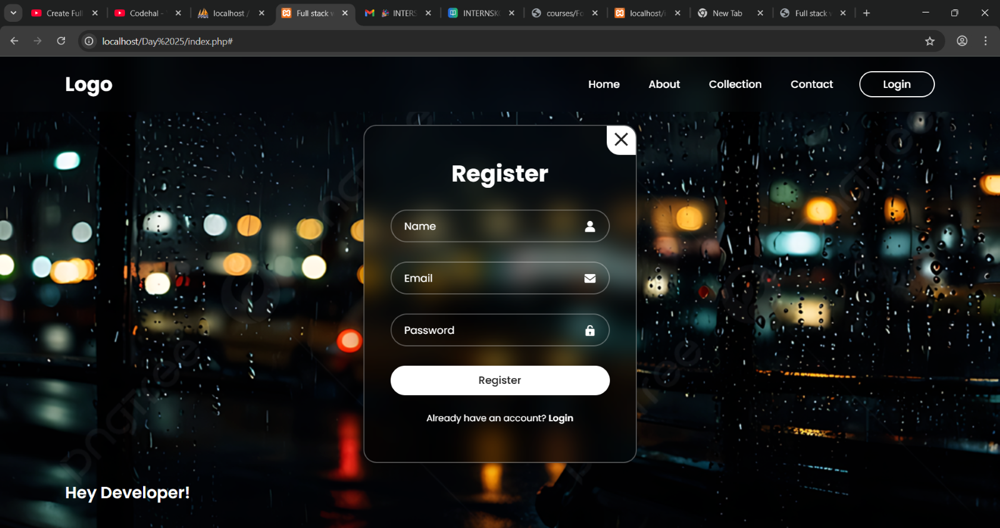 Create Full
Codehal -
localhost /
Full stack w
INTERS
INTERNSK
courses/Fo
localhost/i
New Tab
Full stack w
localhost/Day%2025/index.php#
Logo
Home About Collection Contact Login
Register
Name
Email
Password
Register
Already have an account? Login
Hey Developer!
pngtree